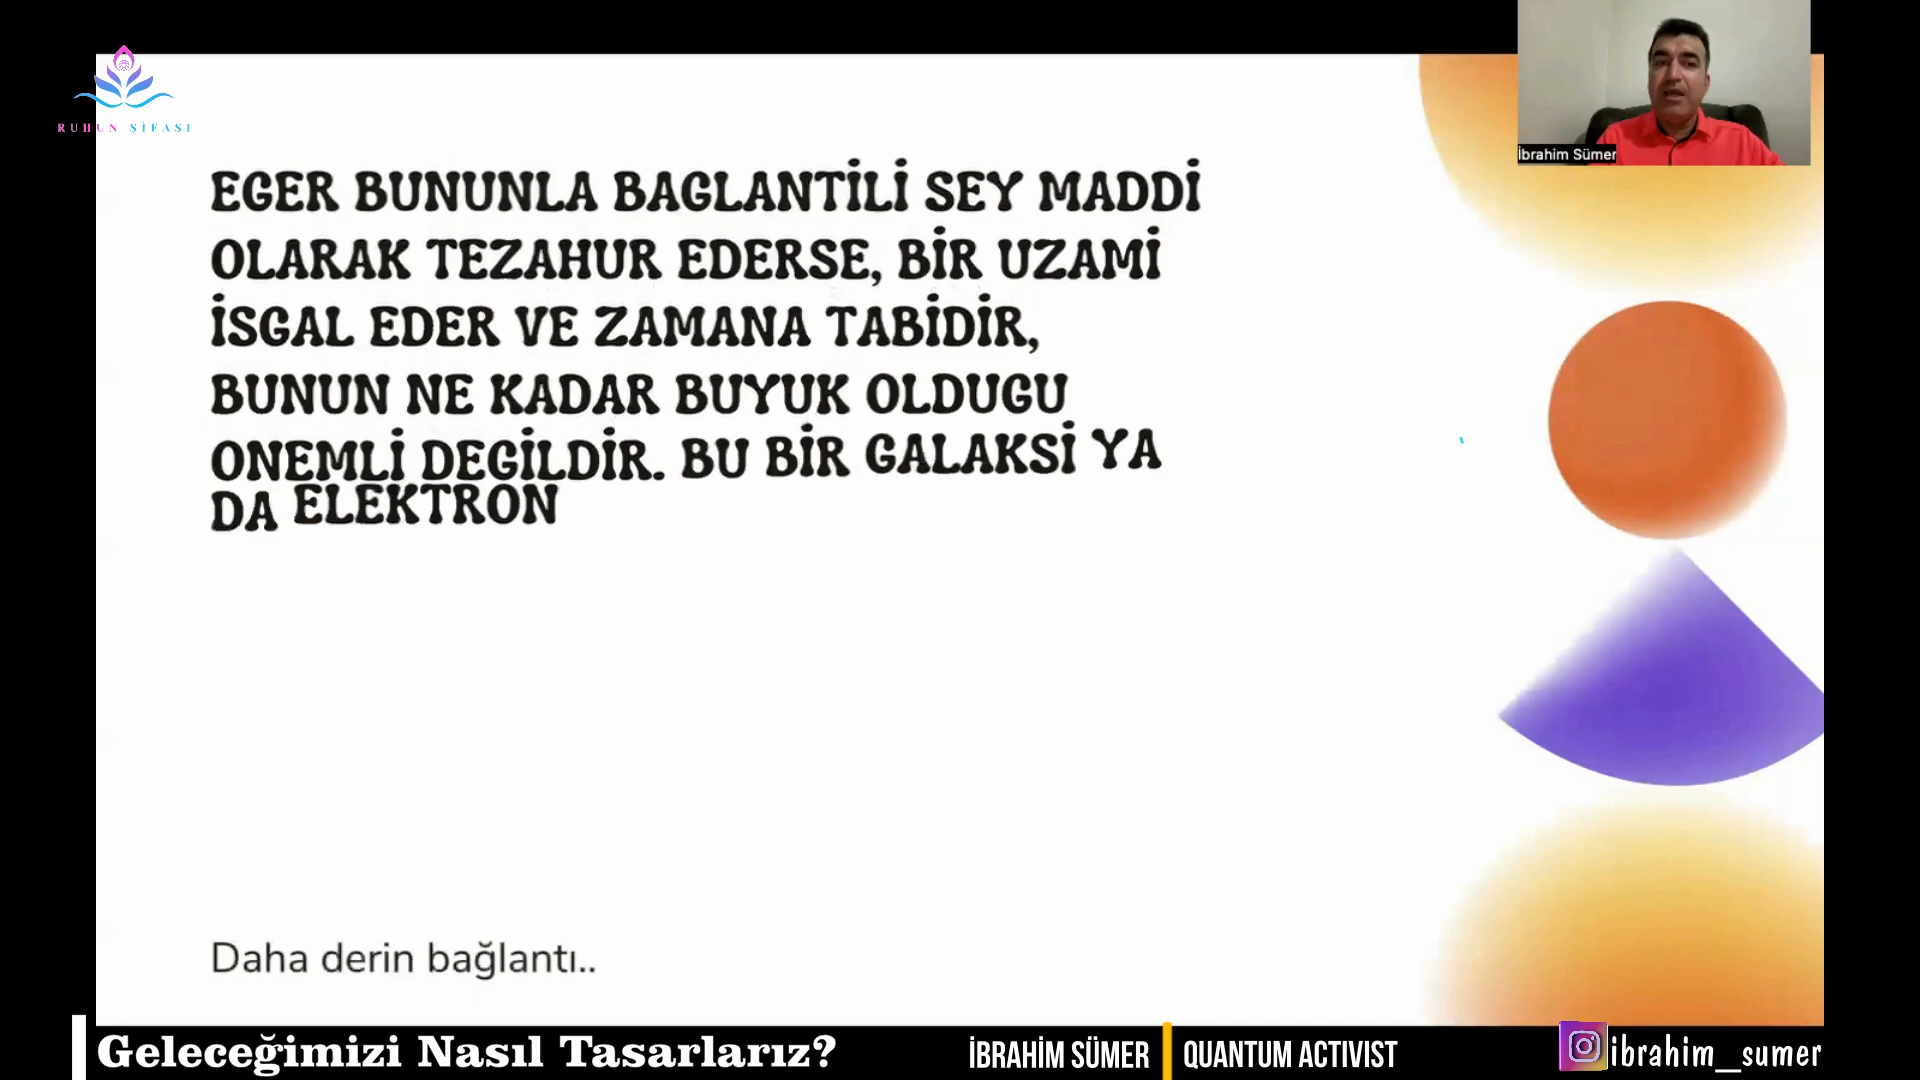 RUHUN ŞİFASI
İbrahim Sümer
EGER BUNUNLA BAGLANTİLİ SEY MADDİ
OLARAK TEZAHUR EDERSE, BİR UZAMİ
İSGAL EDER VE ZAMANA TABİDİR,
BUNUN NE KADAR BUYUK OLDUGU
ONEMLİ DEGİLDİR. BU BİR GALAKSİ YA
DA ELEKTRON
Daha derin bağlantı..
Geleceğimizi Nasıl Tasarlarız?
İBRAHİM SÜMER
QUANTUM ACTIVIST
ibrahim_sumer